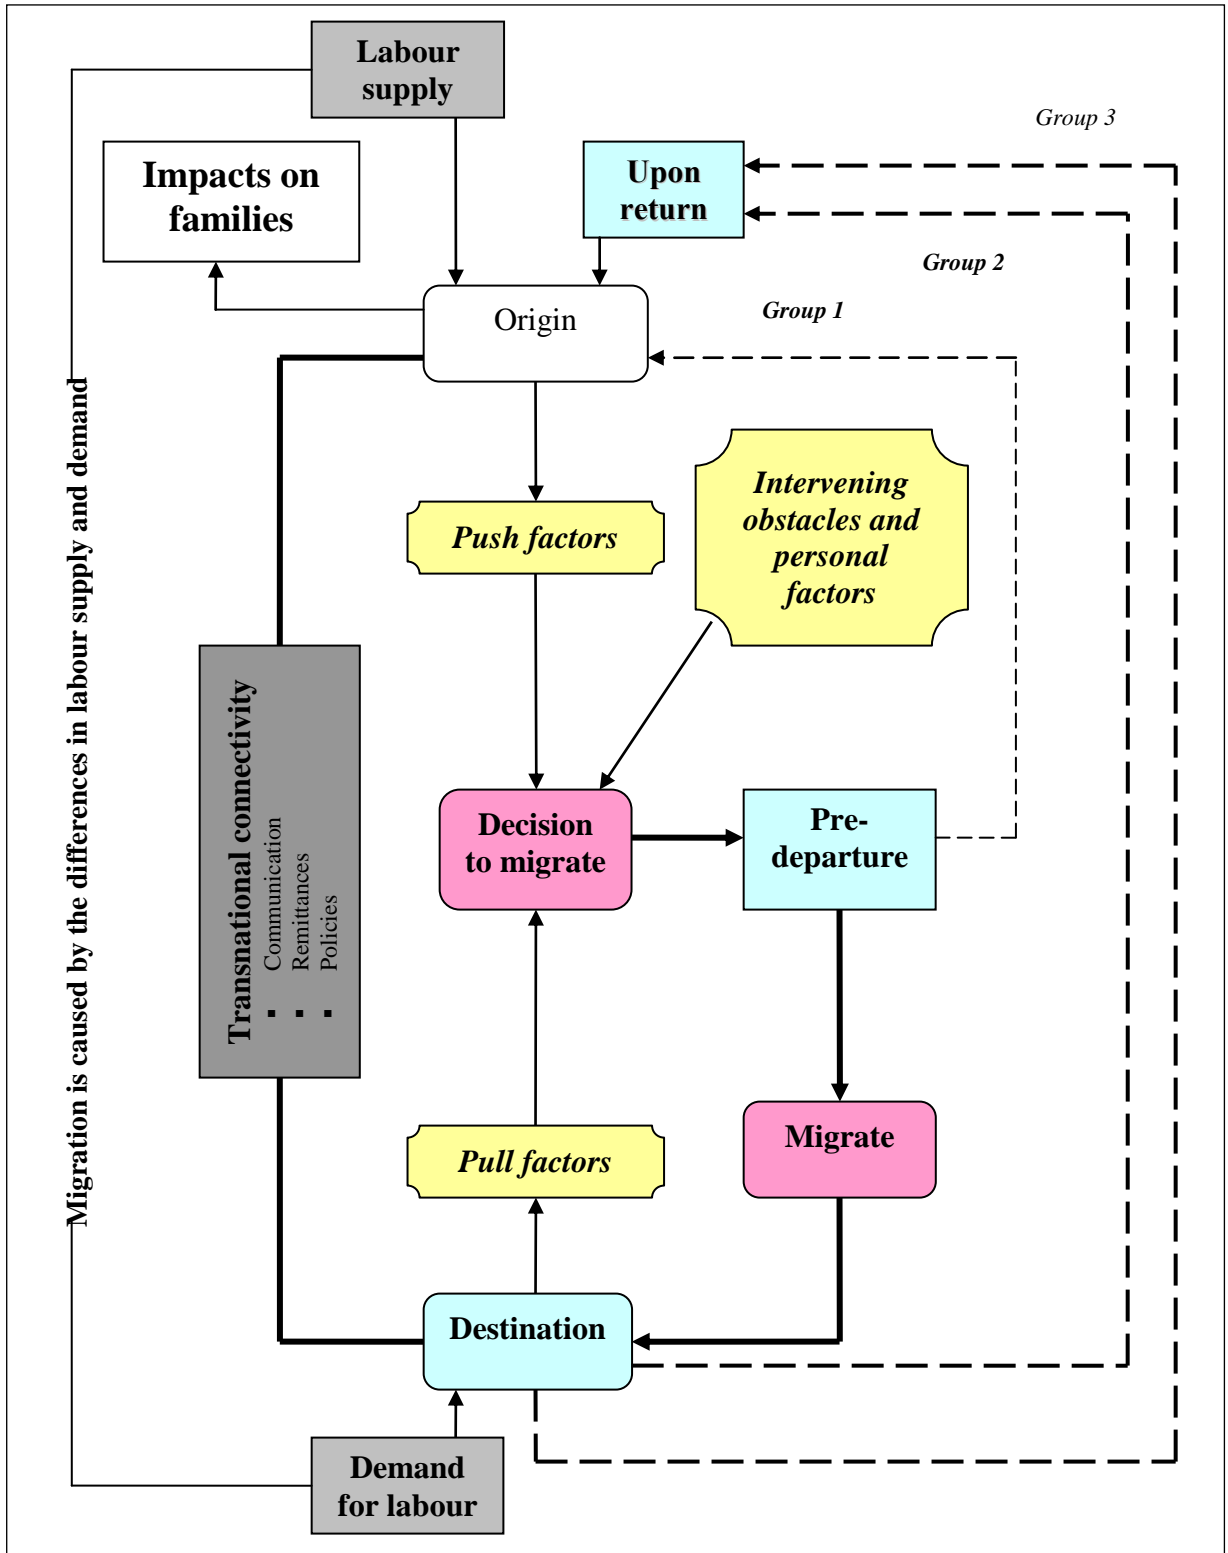 Labour
supply
Group 3
Impacts on
families
Upon
return
Group 2
Origin
Group 1
Migration is caused by the differences in labour supply and demand
Intervening
obstacles and
personal
factors
Push factors
Transnational connectivity
▪ Communication
▪ Remittances
▪ Policies
Decision
to migrate
Pre-
departure
Migrate
Pull factors
Destination
Demand
for labour